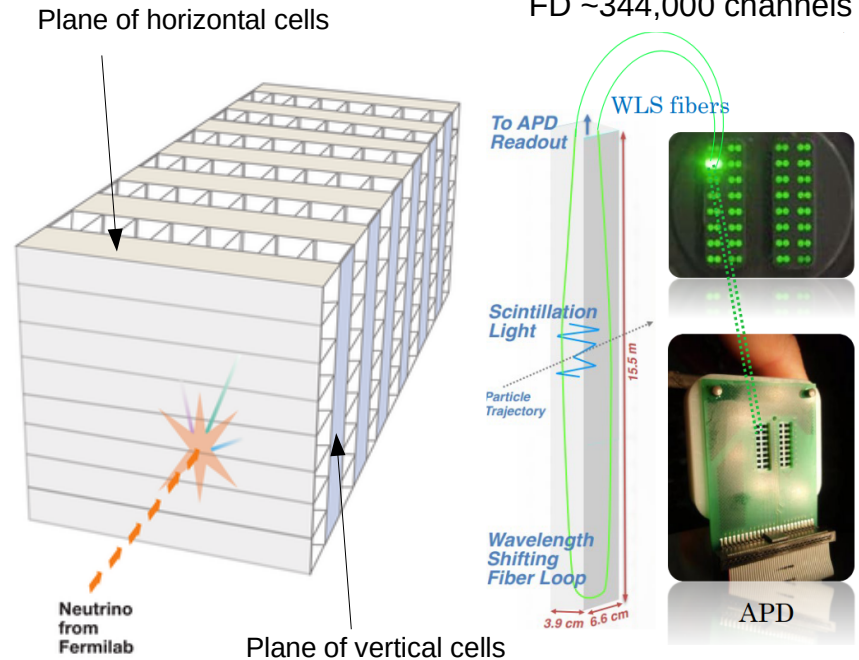 Plane of horizontal cells
FD ~344,000 channels
WLS fibers
To APD
Readout
Scintillation
Light
Particle
Trajectory
15.5 m
Wavelength
Shifting
Fiber Loop
3.9 cm
6.6 cm
APD
Neutrino
from
Fermilab
Plane of vertical cells